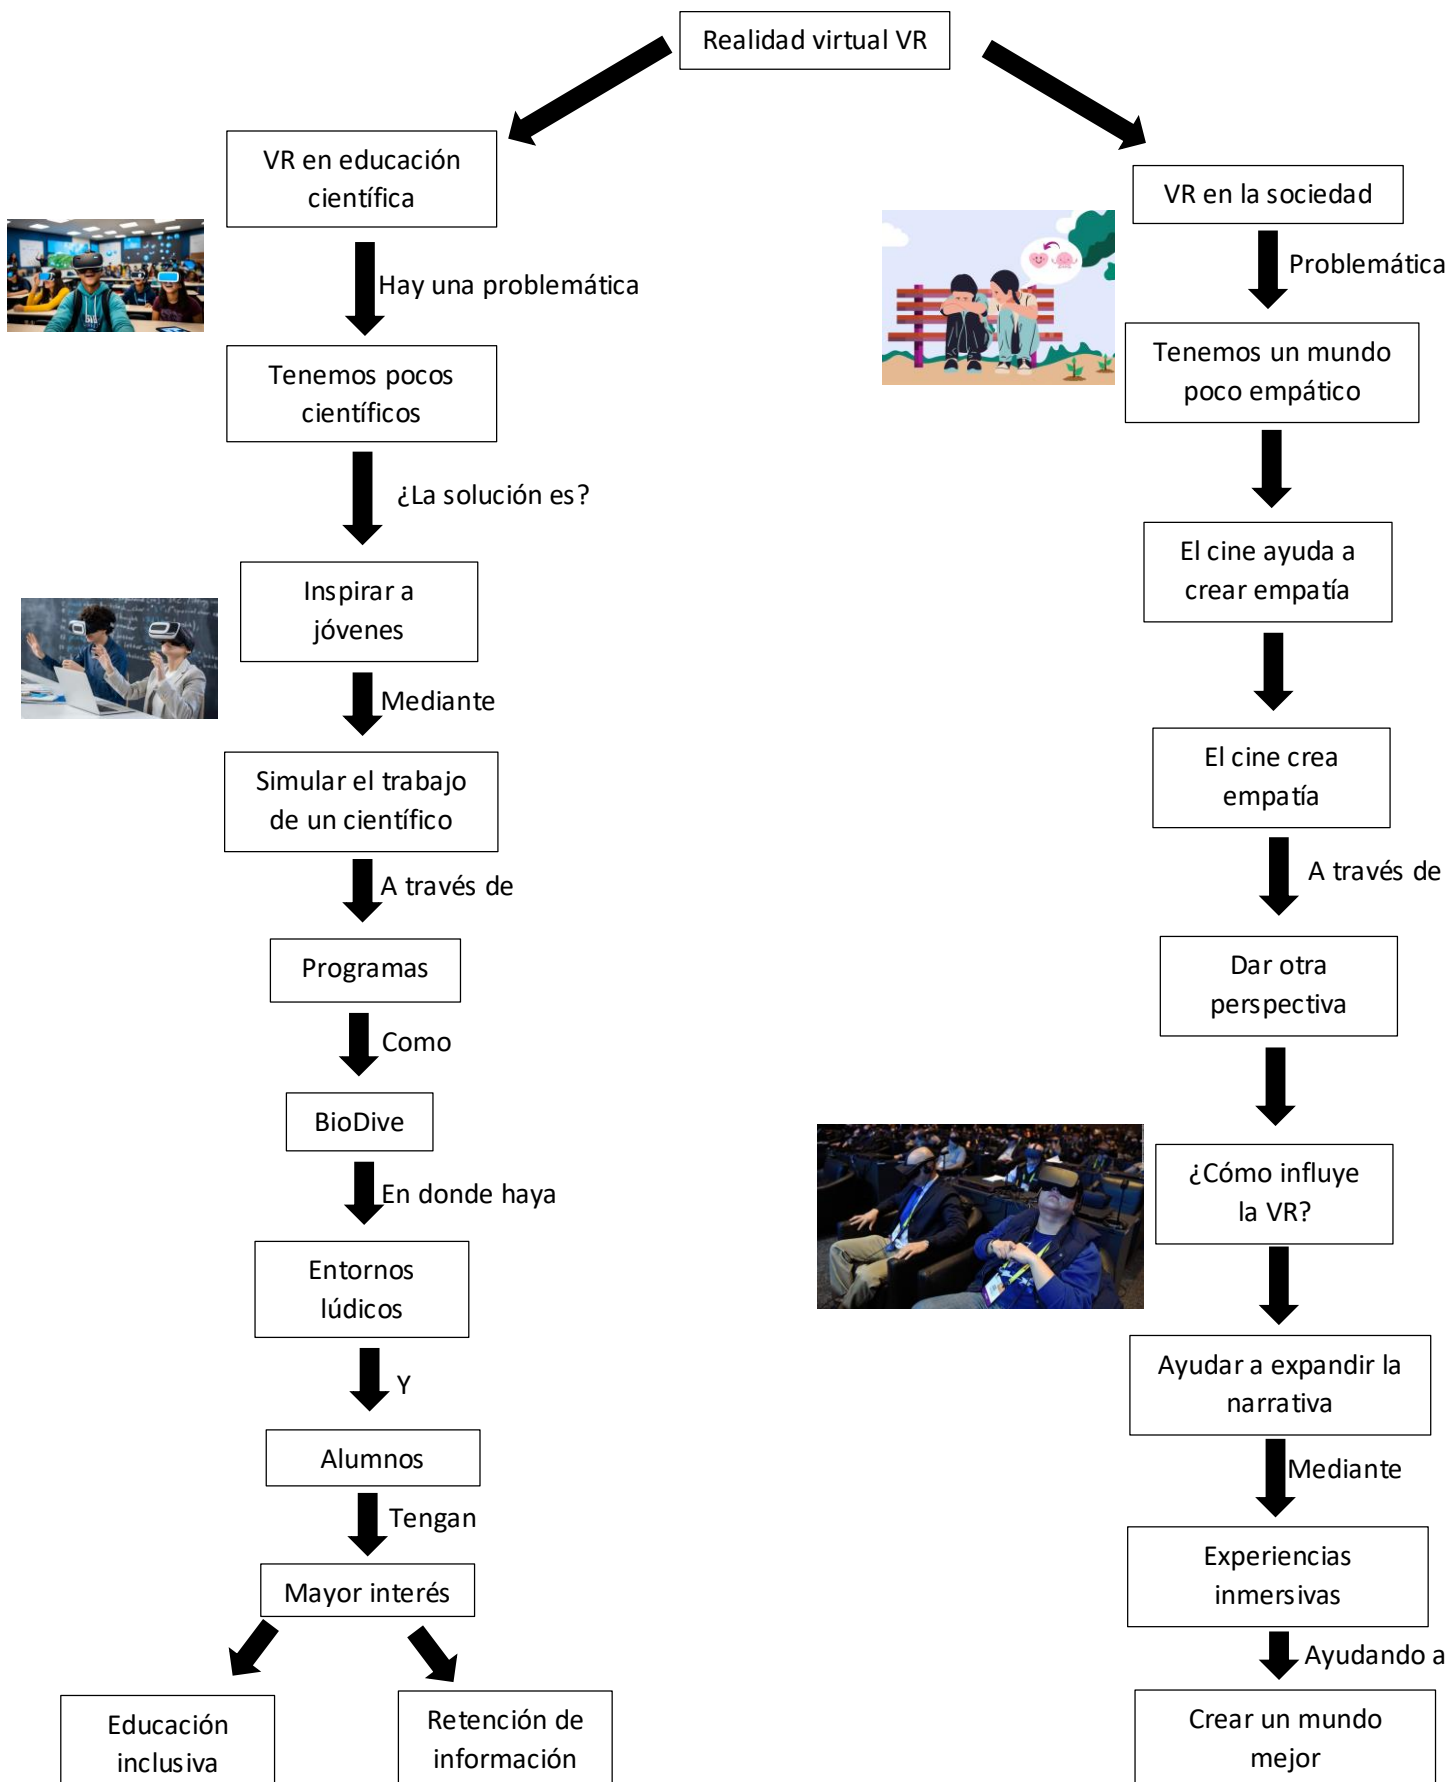 Realidad virtual VR
VR en educación
científica
Hay una problemática
Tenemos pocos
científicos
¿La solución es?
Inspirar a
jóvenes
Mediante
Simular el trabajo
de un científico
A través de
Programas
Como
BioDive
En donde haya
Entornos
lúdicos
Y
Alumnos
Tengan
Mayor interés
Educación
inclusiva
Retención de
información
VR en la sociedad
Problemática
Tenemos un mundo
poco empático
El cine ayuda a
crear empatía
El cine crea
empatía
A través de
Dar otra
perspectiva
¿Cómo influye
la VR?
Ayudar a expandir la
narrativa
Mediante
Experiencias
inmersivas
Ayudando a
Crear un mundo
mejor